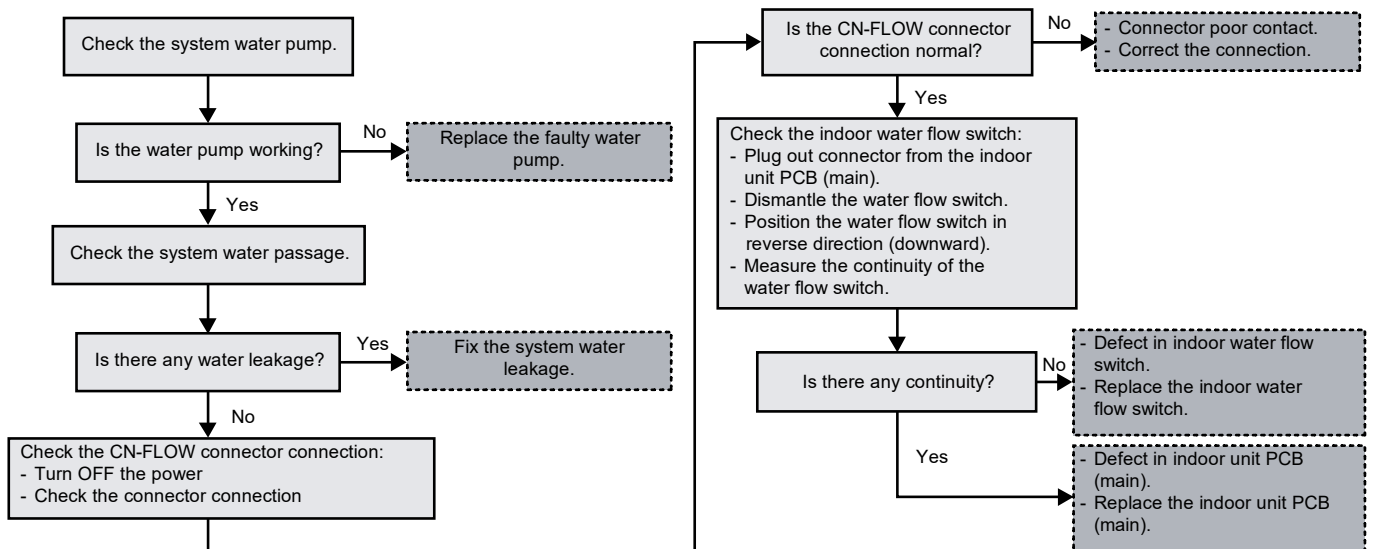 Check the system water pump.
Is the water pump working?
No
Replace the faulty water
pump.
Yes
Check the system water passage.
Is there any water leakage?
Yes
Fix the system water
leakage.
No
Check the CN-FLOW connector connection:
- Turn OFF the power
- Check the connector connection
Is the CN-FLOW connector
connection normal?
No
- Connector poor contact.
- Correct the connection.
Yes
Check the indoor water flow switch:
- Plug out connector from the indoor
unit PCB (main).
- Dismantle the water flow switch.
- Position the water flow switch in
reverse direction (downward).
- Measure the continuity of the
water flow switch.
Is there any continuity?
No
- Defect in indoor water flow
switch.
- Replace the indoor water
flow switch.
Yes
- Defect in indoor unit PCB
(main).
- Replace the indoor unit PCB
(main).